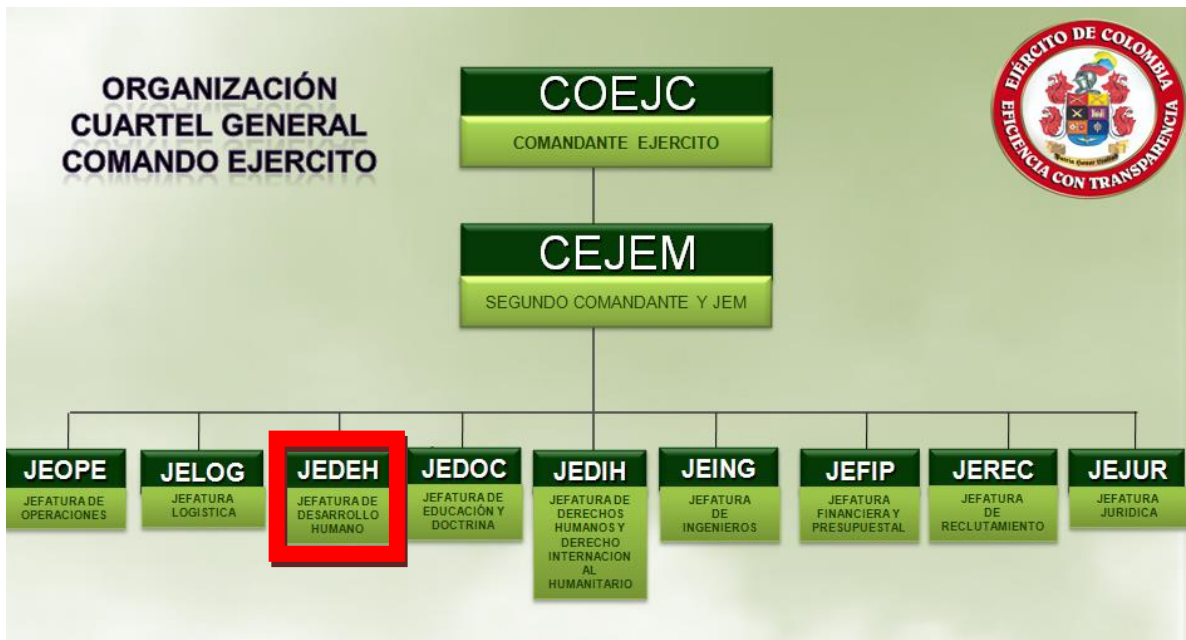 ORGANIZACIÓN
CUARTEL GENERAL
COMANDO EJERCITO
COEJC
COMANDANTE EJERCITO
EJÉRCITO DE COLOMBIA
EFICIENCIA CON TRANSPARENCIA
Patria Honor Lealtad
CEJEM
SEGUNDO COMANDANTE Y JEM
JEOPE
JEFATURA DE
OPERACIONES
JELOG
JEFATURA
LOGISTICA
JEDEH
JEFATURA DE
DESARROLLO
HUMANO
JEDOC
JEFATURA DE
EDUCACIÓN Y
DOCTRINA
JEDIH
JEFATURA DE
DERECHOS
HUMANOS Y
DERECHO
INTERNACION
AL
HUMANITARIO
JEING
JEFATURA
DE
INGENIEROS
JEFIP
JEFATURA
FINANCIERA Y
PRESUPUESTAL
JEREC
JEFATURA
DE
RECLUTAMIENTO
JEJUR
JEFATURA
JURIDICA